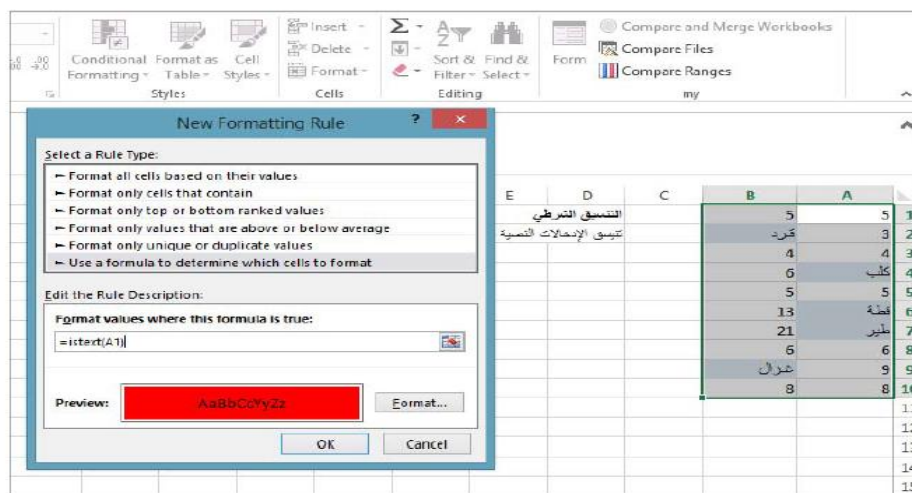 Insert
Delete
Format
Conditional Formatting
Format as Table
Cell Styles
Sort & Filter
Find & Select
Form
Compare and Merge Workbooks
Compare Files
Compare Ranges
Styles
Cells
Editing
my
New Formatting Rule
? ×
Select a Rule Type:
► Format all cells based on their values
► Format only cells that contain
► Format only top or bottom ranked values
► Format only values that are above or below average
► Format only unique or duplicate values
► Use a formula to determine which cells to format
Edit the Rule Description:
Format values where this formula is true:
=istext(A1)
Preview:
AaBbCcYyZz
Format...
OK
Cancel
E D C B A
التنسيق الشرطي 5 5 1
تنسيق الإدخالات النصية قرد 3 2
4 4 3
6 كلب 4
5 5 5
13 قطة 6
21 طير 7
6 6 8
غزال 9 9
8 8 10
11
12
13
14
15